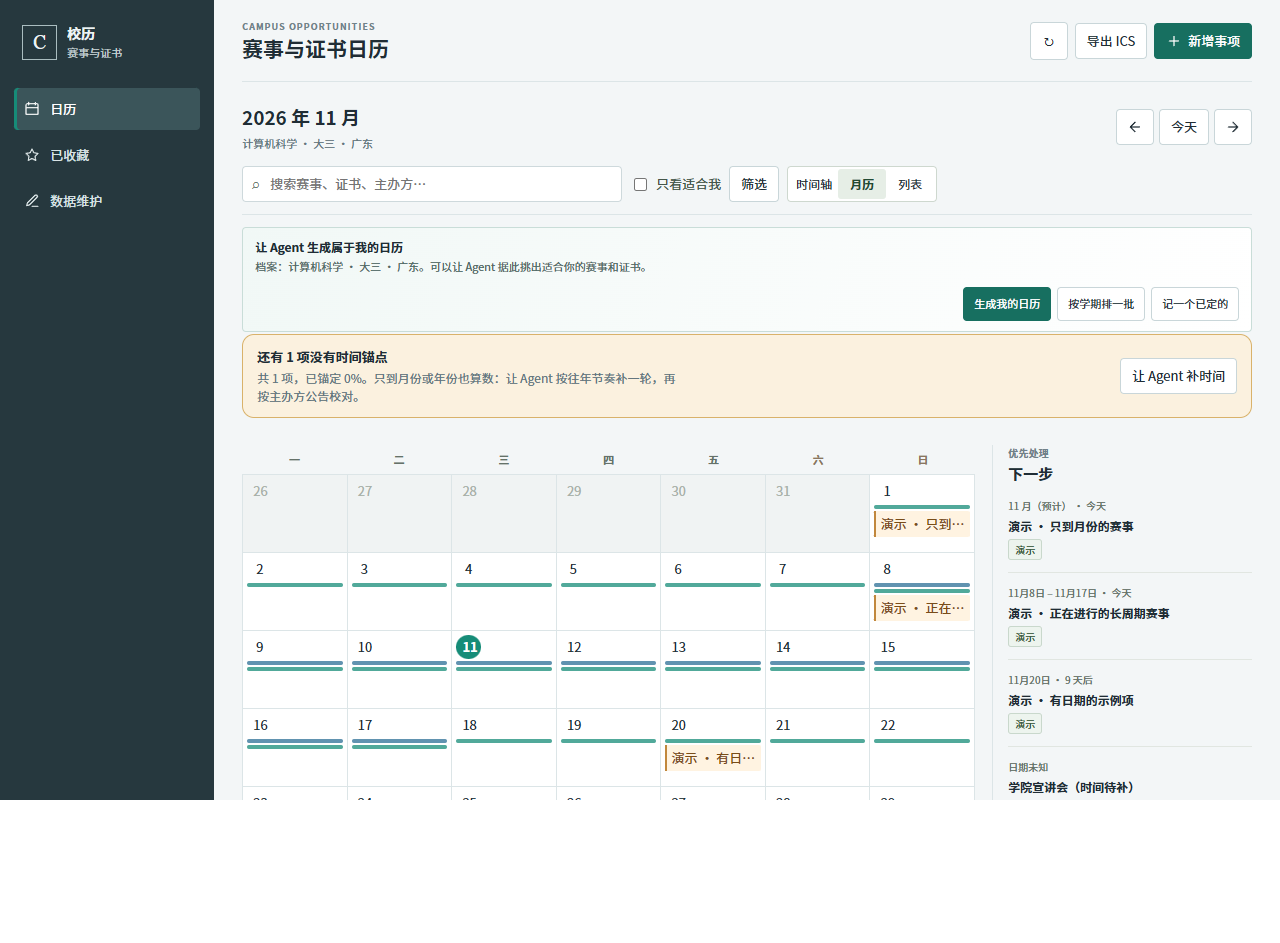 C
校历
赛事与证书
日历
已收藏
数据维护
CAMPUS OPPORTUNITIES
赛事与证书日历
↻
导出 ICS
＋ 新增事项
2026 年 11 月
计算机科学 · 大三 · 广东
←
今天
→
搜索赛事、证书、主办方…
只看适合我
筛选
时间轴
月历
列表
让 Agent 生成属于我的日历
档案：计算机科学 · 大三 · 广东。可以让 Agent 据此挑出适合你的赛事和证书。
生成我的日历
按学期排一批
记一个已定的
还有 1 项没有时间锚点
共 1 项，已锚定 0%。只到月份或年份也算数：让 Agent 按往年节奏补一轮，再
按主办方公告校对。
让 Agent 补时间
一 二 三 四 五 六 日
26 27 28 29 30 31 1
演示 · 只到…
2 3 4 5 6 7 8
演示 · 正在…
9 10 11 12 13 14 15
16 17 18 19 20 21 22
演示 · 有日…
优先处理
下一步
11 月（预计） · 今天
演示 · 只到月份的赛事
演示
11月8日 – 11月17日 · 今天
演示 · 正在进行的长周期赛事
演示
11月20日 · 9 天后
演示 · 有日期的示例项
演示
日期未知
学院宣讲会（时间待补）